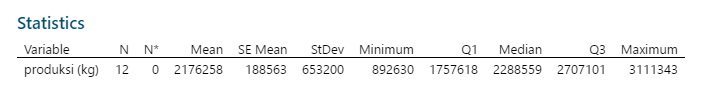 Statistics
Variable N N* Mean SE Mean StDev Minimum Q1 Median Q3 Maximum
produksi (kg) 12 0 2176258 188563 653200 892630 1757618 2288559 2707101 3111343